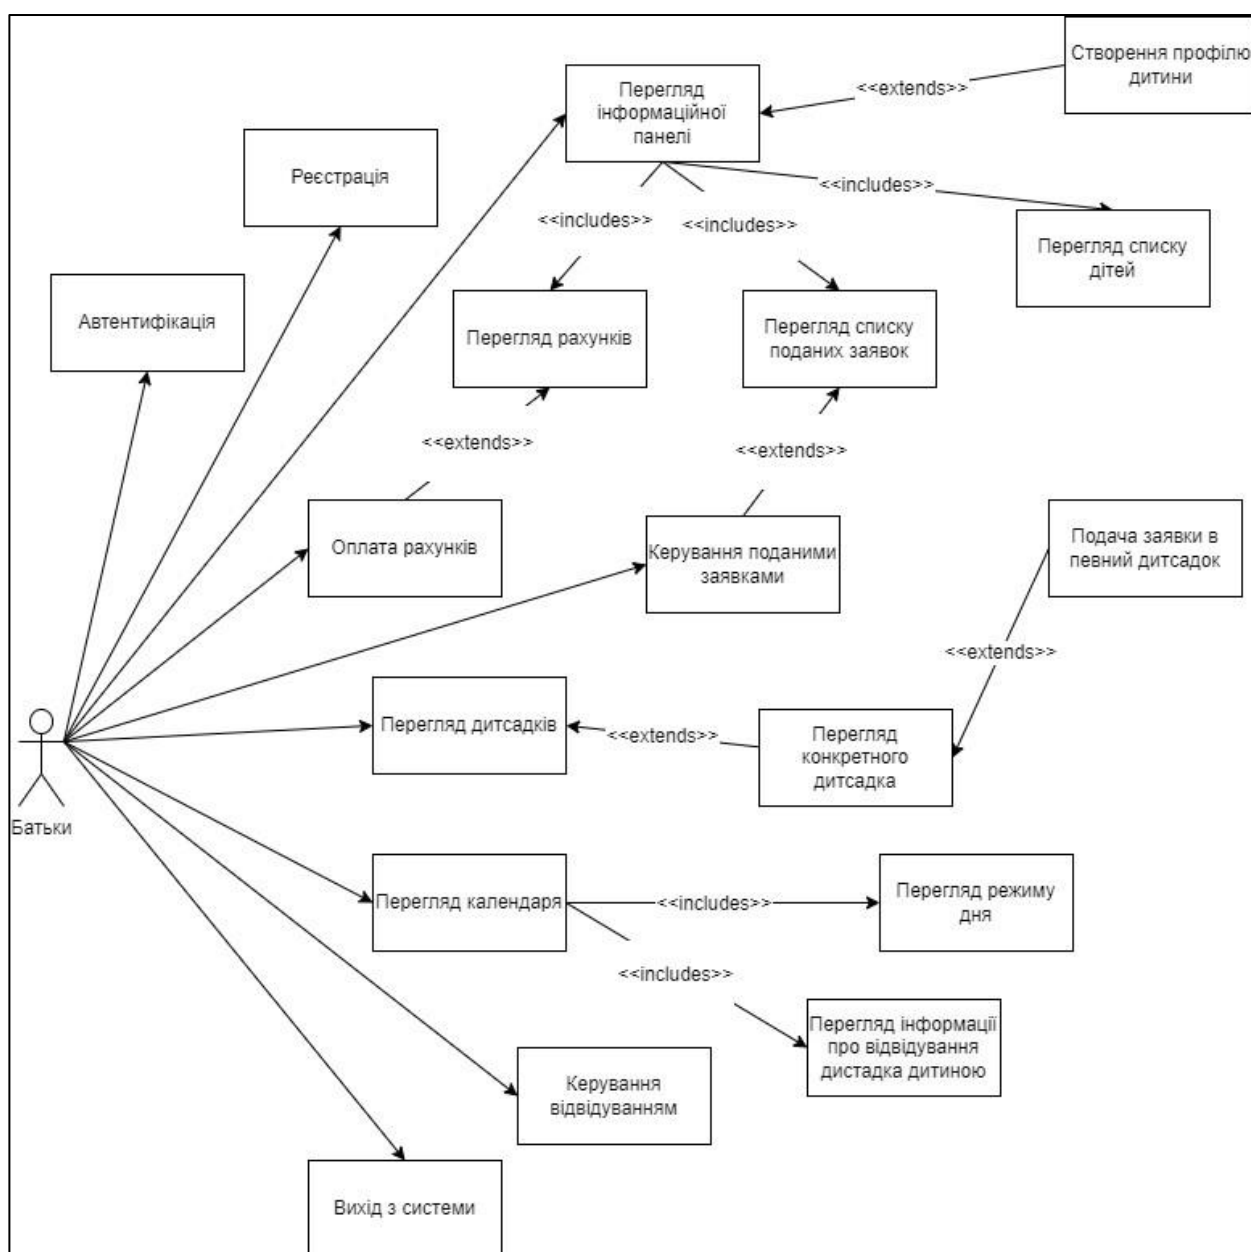 Створення профілю
дитини
<<extends>>
Перегляд
інформаційної
панелі
Реєстрація
<<includes>>
<<includes>>
<<includes>>
Перегляд списку
дітей
Автентифікація
Перегляд рахунків
Перегляд списку
поданих заявок
<<extends>>
<<extends>>
Оплата рахунків
Керування поданими
заявками
Подача заявки в
певний дитсадок
<<extends>>
Перегляд дитсадків
<<extends>>
Перегляд
конкретного
дитсадка
Батьки
Перегляд календаря
<<includes>>
Перегляд режиму
дня
<<includes>>
Перегляд інформації
про відвідування
дистадка дитиною
Керування
відвідуванням
Вихід з системи